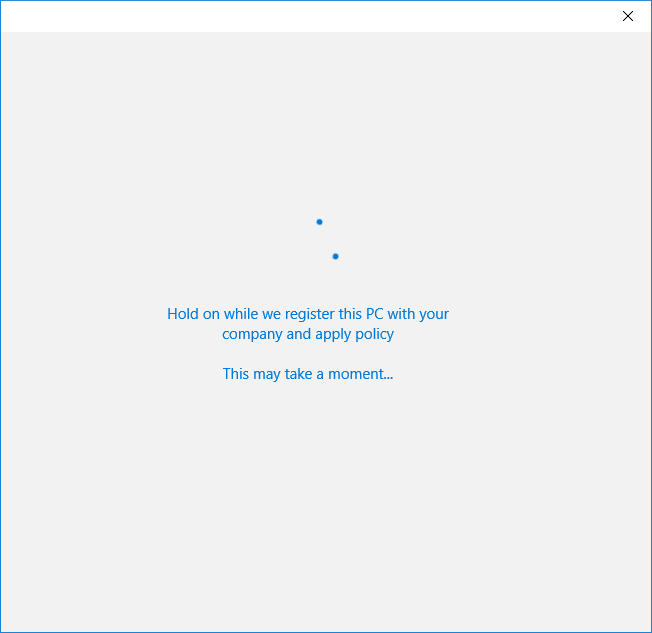 Hold on while we register this PC with your
company and apply policy
This may take a moment...